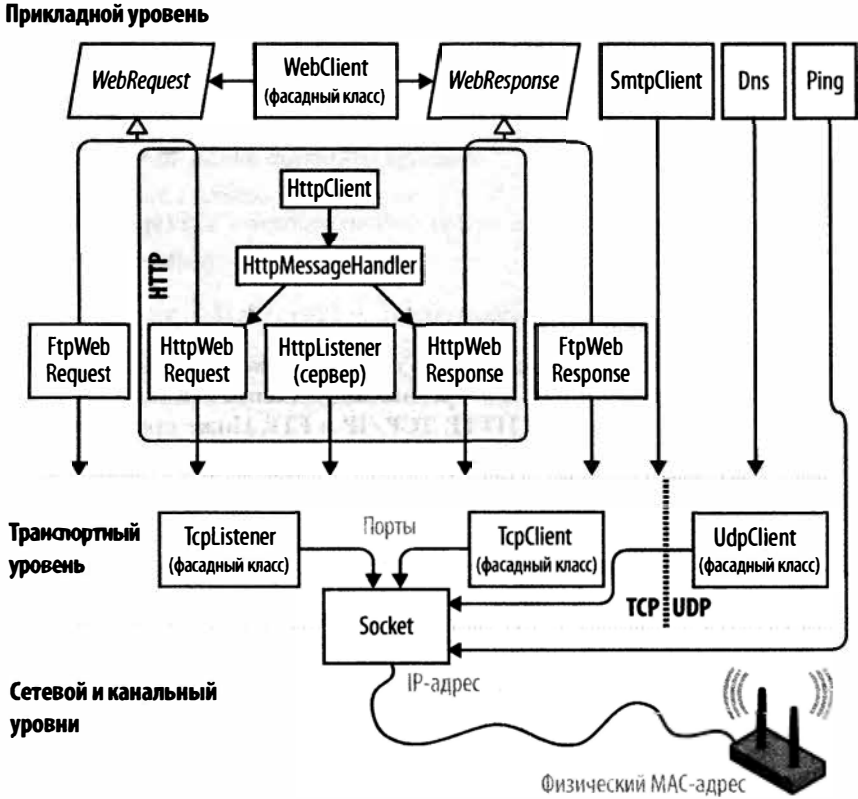 Прикладной уровень
WebRequest
WebClient
(фасадный класс)
WebResponse
SmtpClient
Dns
Ping
HTTP
HttpClient
HttpMessageHandler
FtpWeb
Request
HttpWeb
Request
HttpListener
(сервер)
HttpWeb
Response
FtpWeb
Response
Транспортный
уровень
TcpListener
(фасадный класс)
Порты
TcpClient
(фасадный класс)
UdpClient
(фасадный класс)
TCP UDP
Socket
IP-адрес
Сетевой и канальный
уровни
Физический MAC-адрес